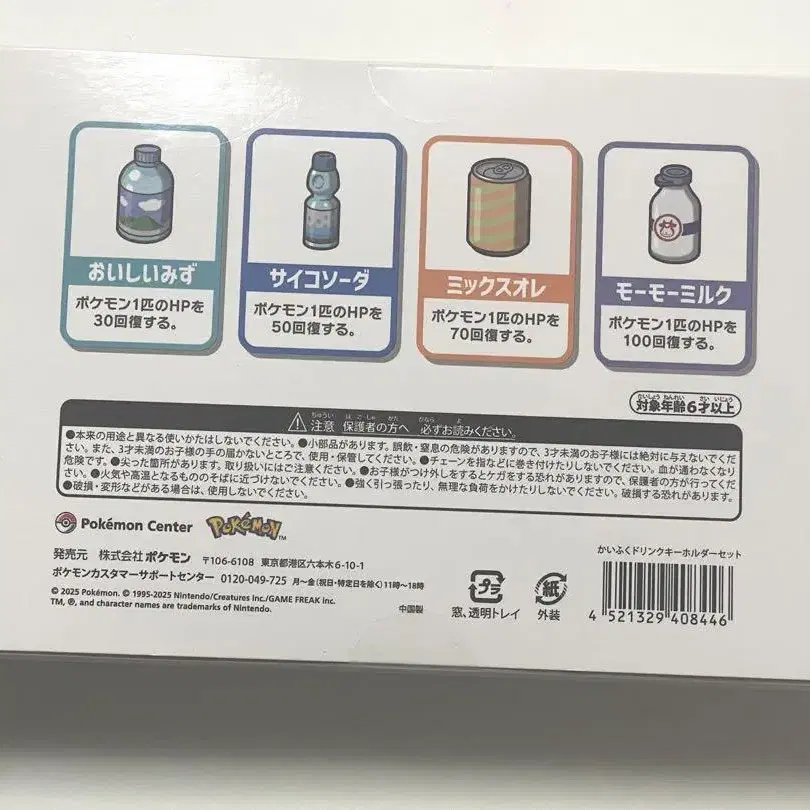 おいしいみず
ポケモン1匹のHPを
30回復する。
サイコソーダ
ポケモン1匹のHPを
50回復する。
ミックスオレ
ポケモン1匹のHPを
70回復する。
モーモーミルク
ポケモン1匹のHPを
100回復する。
対象年齢6才以上
注意 保護者の方へ 必ずお読みください。
●本来の用途と異なる使いかたはしないでください。●小部品があります。誤飲・窒息の危険がありますので、3才未満のお子様には絶対に与えないでくだ
さい。また、3才未満のお子様の手の届かないところで、使用・保管してください。●チェーンを指などに巻き付けたりしないでください。血が通わなくなり
危険です。●尖った箇所があります。取り扱いにはご注意ください。●お子様がつけ外しをするとケガをする恐れがありますので、保護者の方が行ってくだ
さい。●火気や高温となるもののそばに近づけないでください。●強く引っ張ったり、無理な負荷をかけたりしないでください。破損する恐れがあります。
●破損・変形などがある場合は、使用しないでください。
Pokémon Center POKéMON™
発売元 株式会社ポケモン 〒106-6108 東京都港区六本木6-10-1
ポケモンカスタマーサポートセンター 0120-049-725 月〜金(祝日・特定日を除く)11時〜18時
© 2025 Pokémon. © 1995-2025 Nintendo/Creatures Inc./GAME FREAK inc.
TM, ®, and character names are trademarks of Nintendo.
中国製
プラ
窓、透明トレイ
紙
外装
かいふくドリンクキーホルダーセット
4 521329 408446